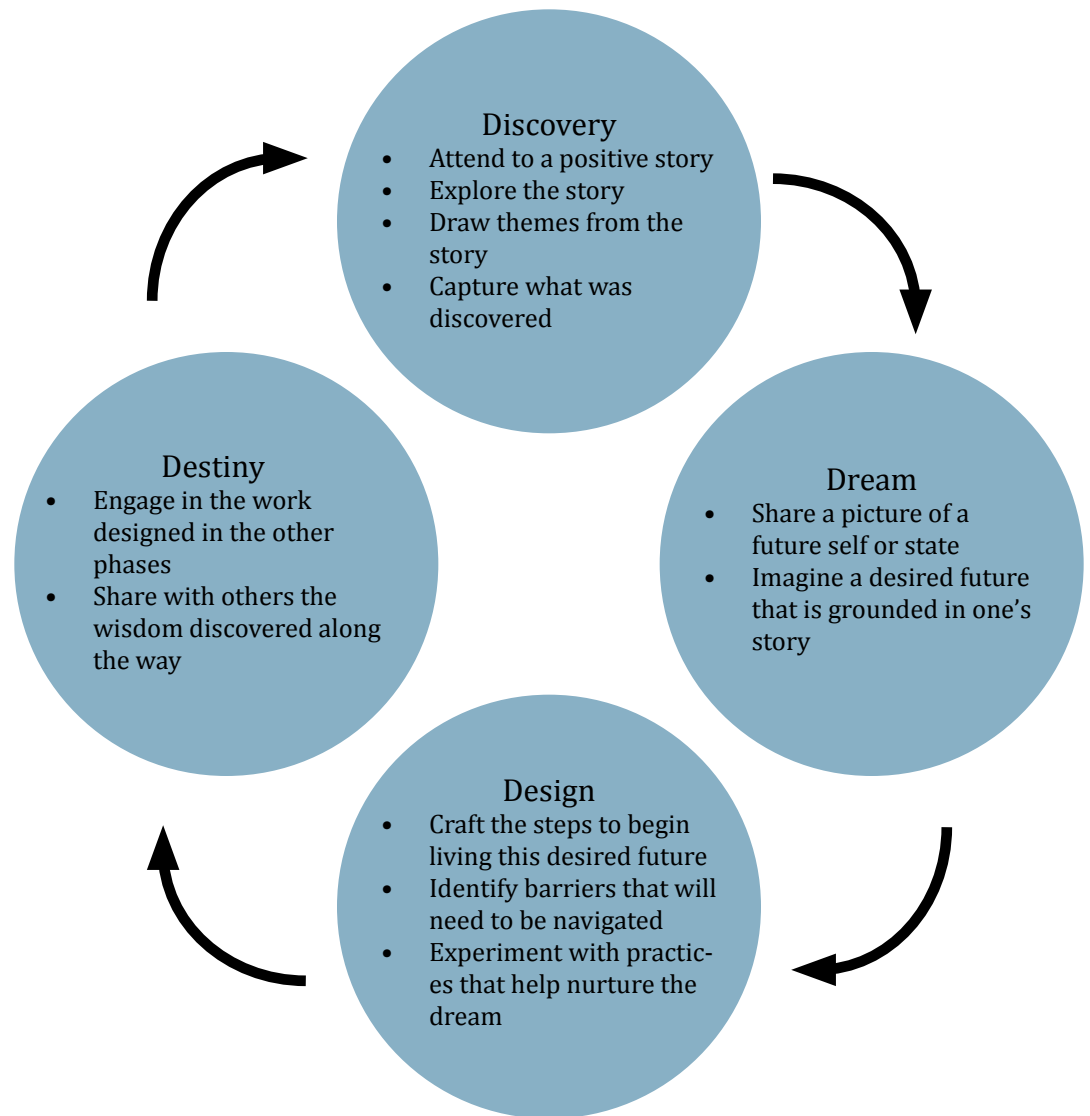 Discovery
• Attend to a positive story
• Explore the story
• Draw themes from the
story
• Capture what was
discovered
Dream
• Share a picture of a
future self or state
• Imagine a desired future
that is grounded in one’s
story
Design
• Craft the steps to begin
living this desired future
• Identify barriers that will
need to be navigated
• Experiment with practic-
es that help nurture the
dream
Destiny
• Engage in the work
designed in the other
phases
• Share with others the
wisdom discovered along
the way